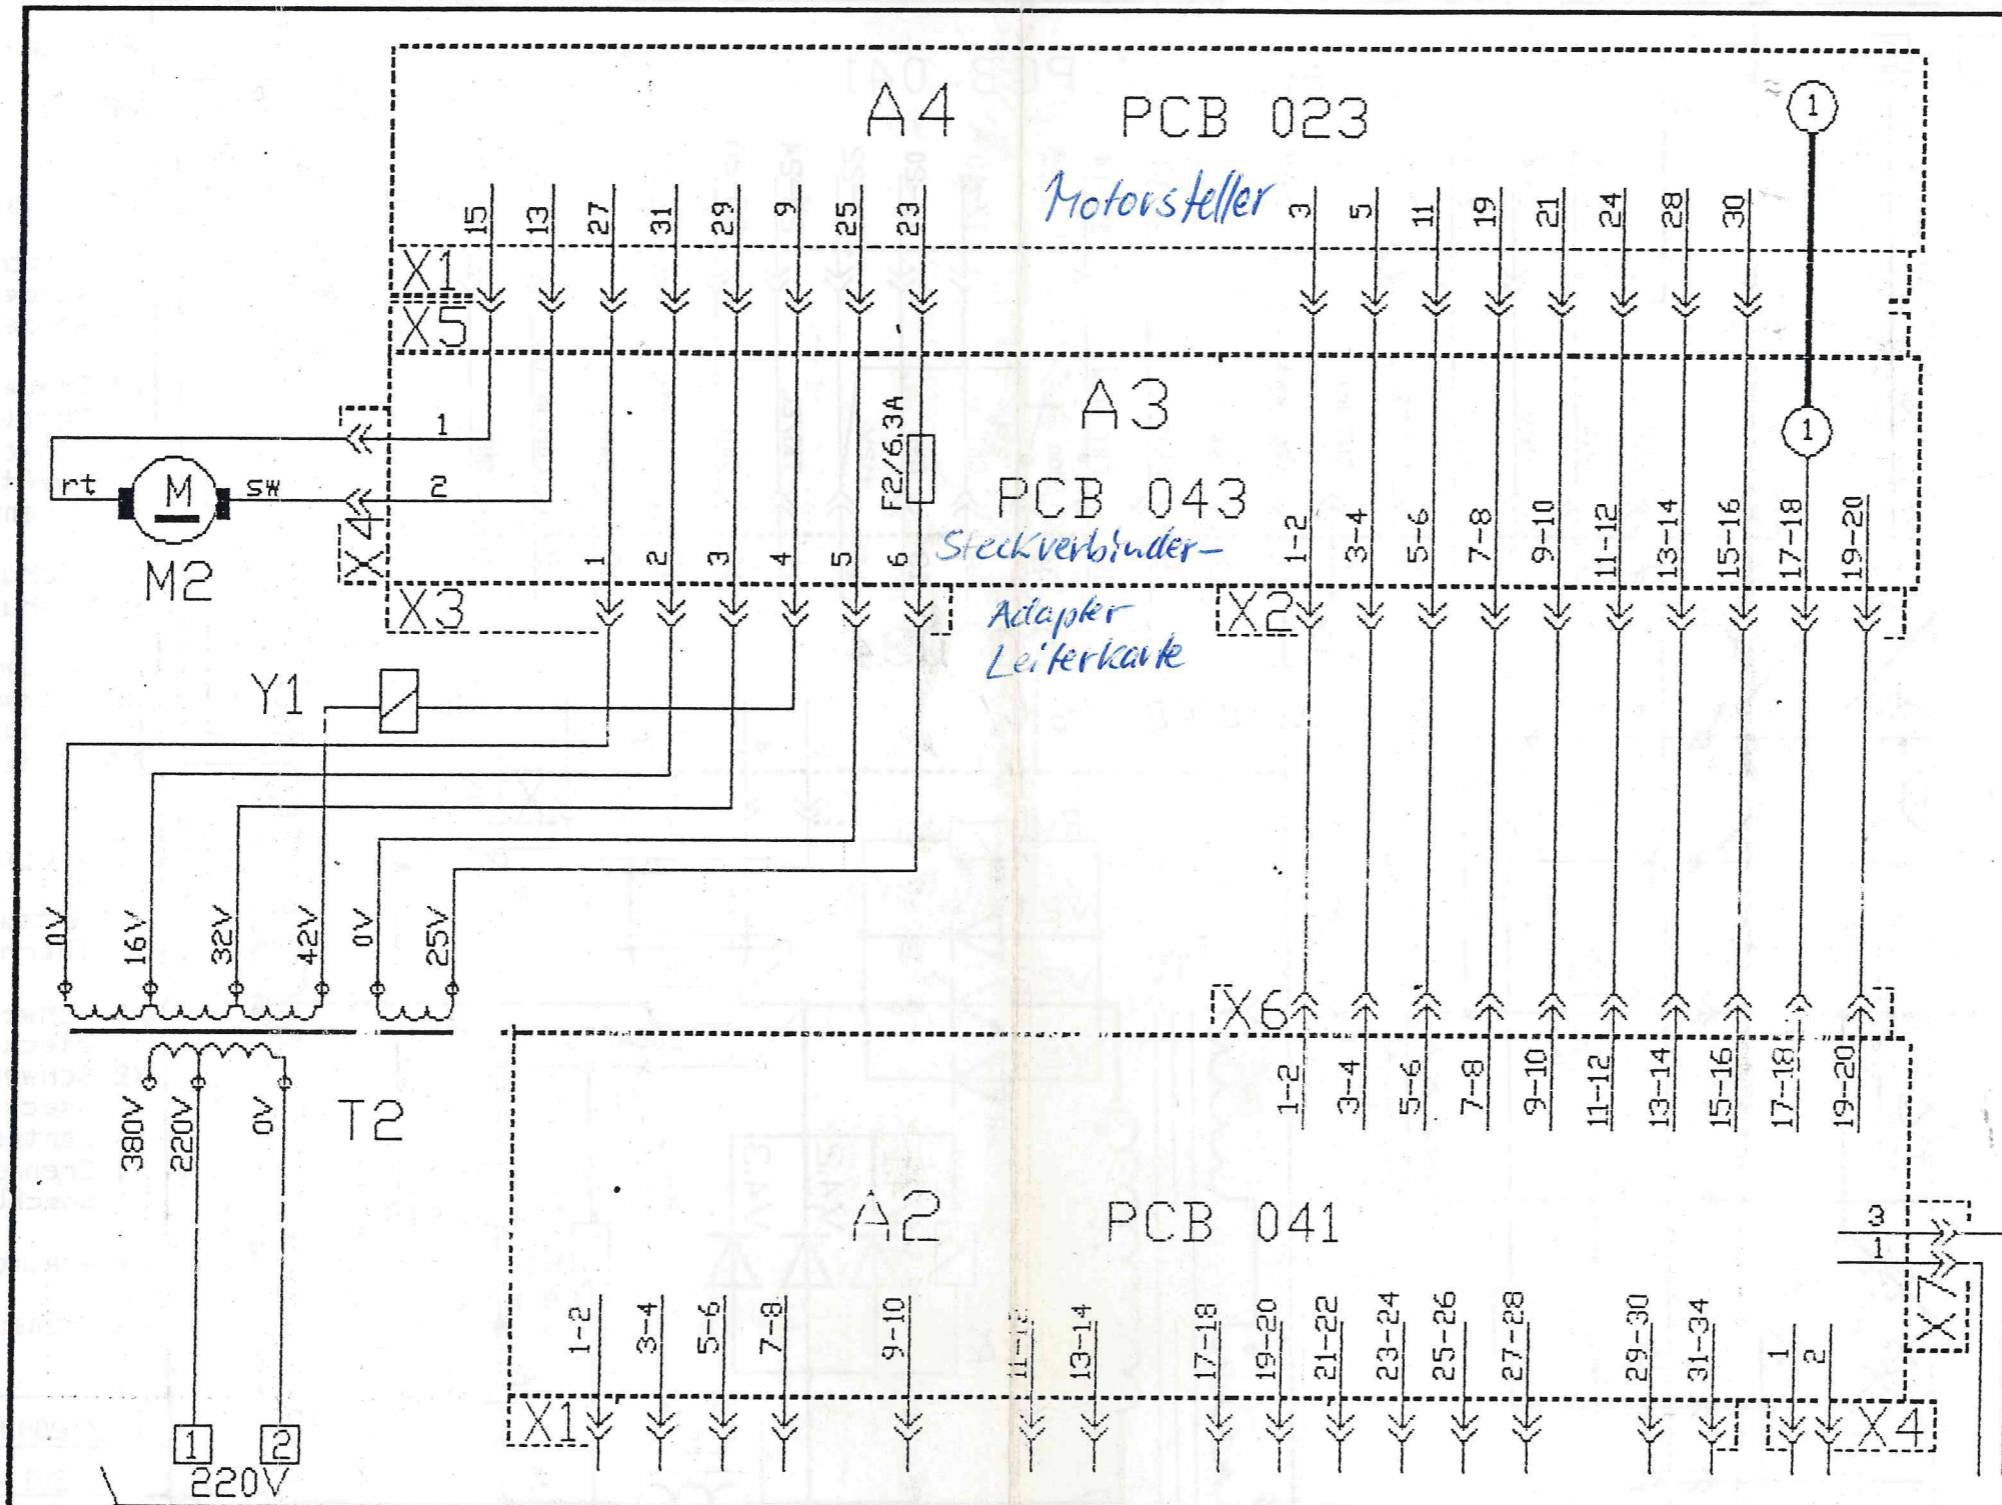 A4 PCB 023
Motorsteller
15 13 27 31 29 9 25 23 3 5 11 19 21 24 28 30
1
X1
X5
A3
1
F2/6.3A
1
rt M sw
2
PCB 043
X4
M2
Steckverbinder-
Adapter
Leiterkarte
1 2 3 4 5 6
1-2 3-4 5-6 7-8 9-10 11-12 13-14 15-16 17-18 19-20
X3
X2
Y1
0V 16V 32V 42V 0V 25V
X6
1-2 3-4 5-6 7-8 9-10 11-12 13-14 15-16 17-18 19-20
380V 220V 0V
T2
A2 PCB 041
3
1
X7
1-2 3-4 5-6 7-8 9-10 13-14 17-18 19-20 21-22 23-24 25-26 27-28 29-30 31-34 1 2
X1
X4
1 2
220V